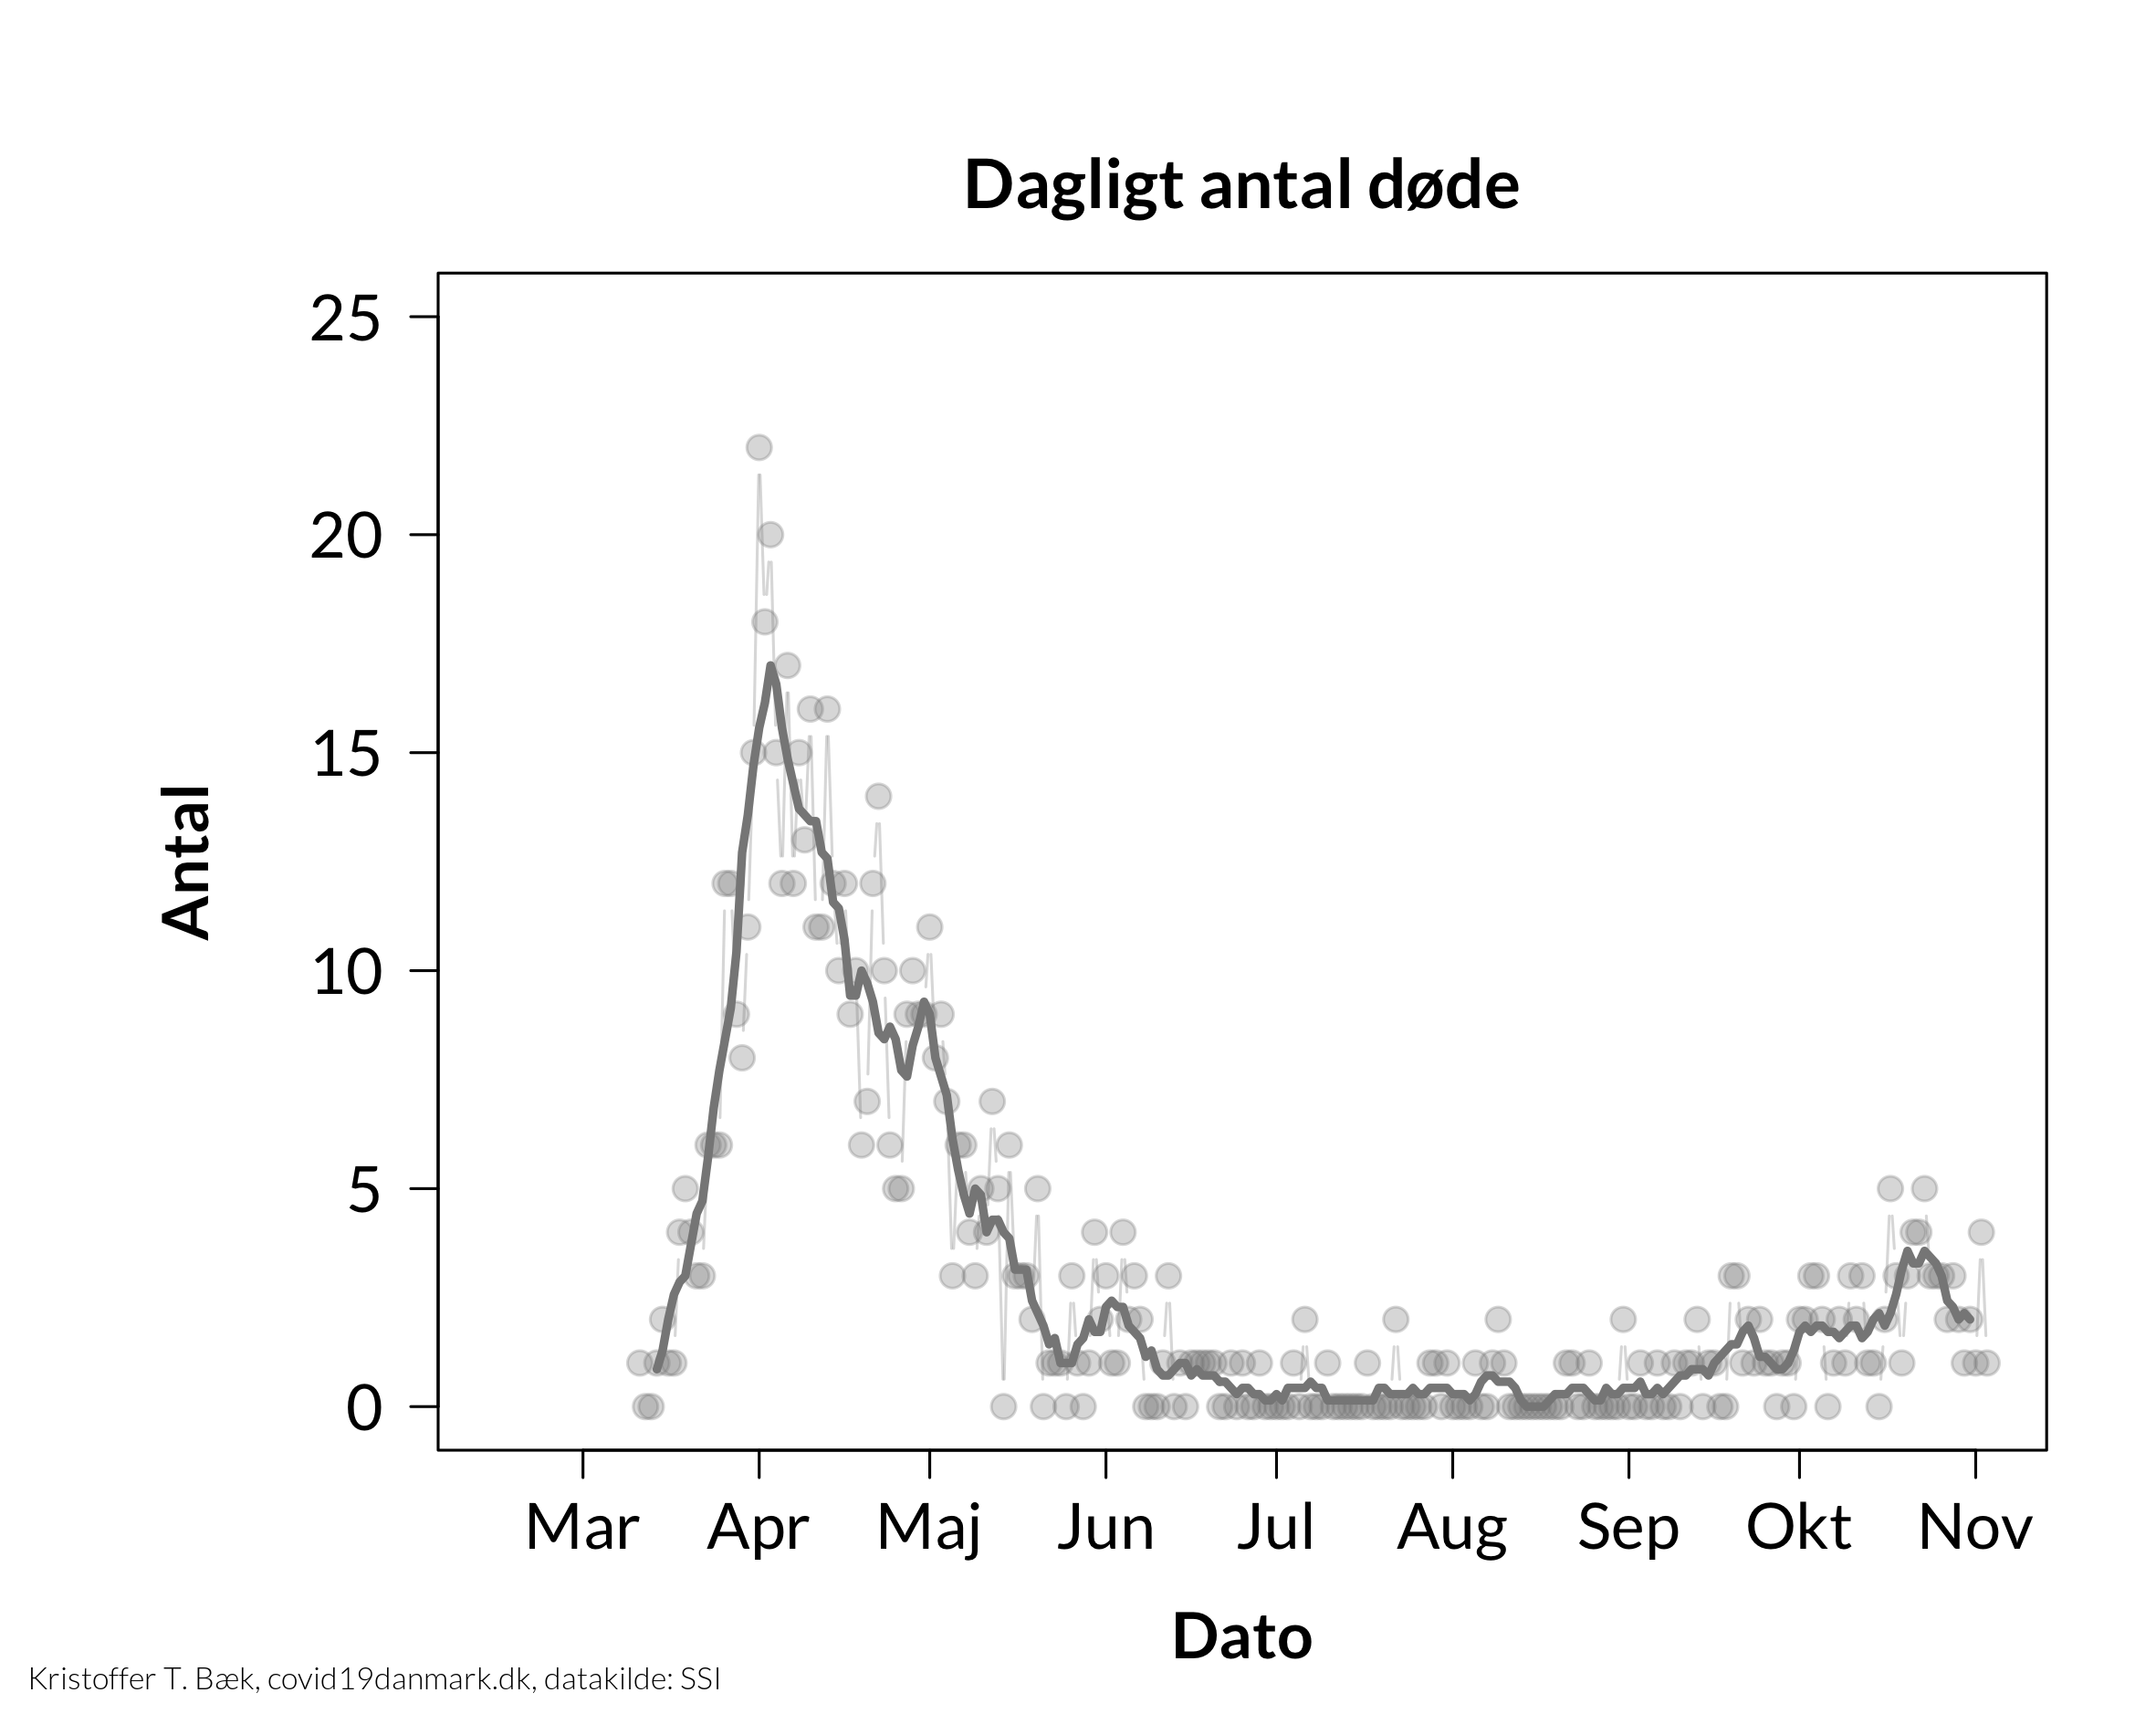 Dagligt antal døde
Antal
25
20
15
10
5
0
Mar Apr Maj Jun Jul Aug Sep Okt Nov
Dato
Kristoffer T. Bæk, covid19danmark.dk, datakilde: SSI